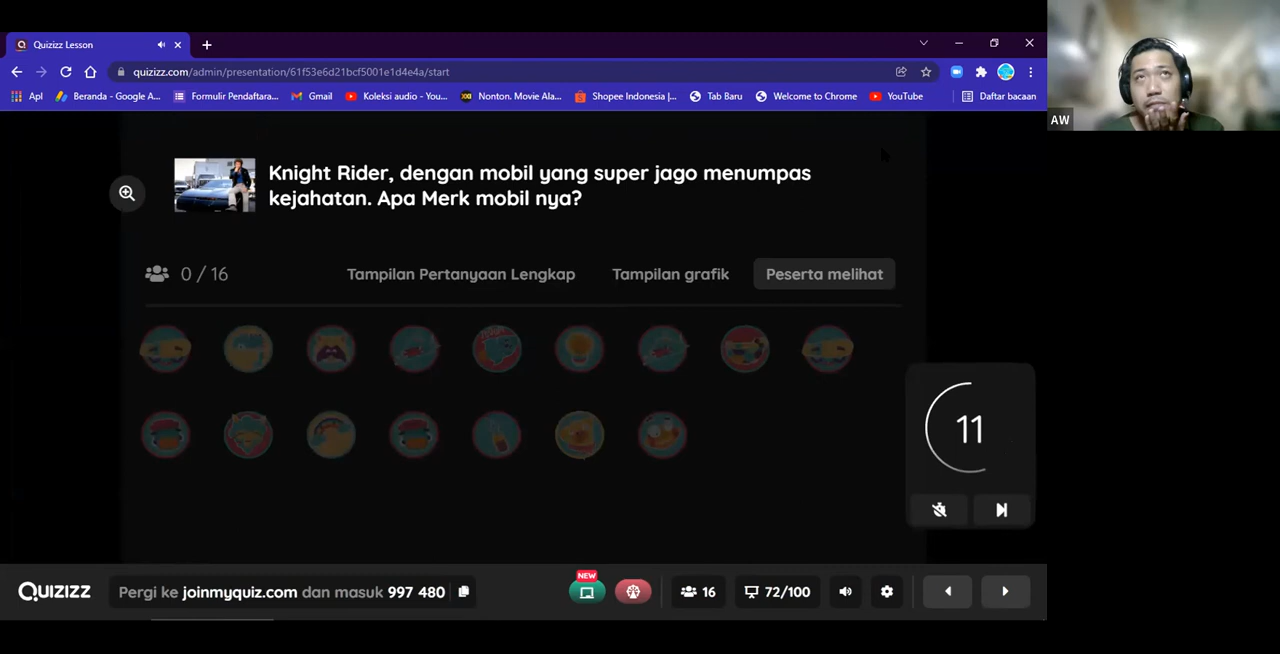 Quizizz Lesson
quizizz.com/admin/presentation/61f53e6d21bcf5001e1d4e4a/start
Apl
Beranda - Google A...
Formulir Pendaftara...
Gmail
Koleksi audio - You...
Nonton. Movie Ala...
Shopee Indonesia |...
Tab Baru
Welcome to Chrome
YouTube
Daftar bacaan
AW
Knight Rider, dengan mobil yang super jago menumpas
kejahatan. Apa Merk mobil nya?
0 / 16
Tampilan Pertanyaan Lengkap
Tampilan grafik
Peserta melihat
11
QUIZIZZ
Pergi ke joinmyquiz.com dan masuk 997 480
NEW
16
72/100